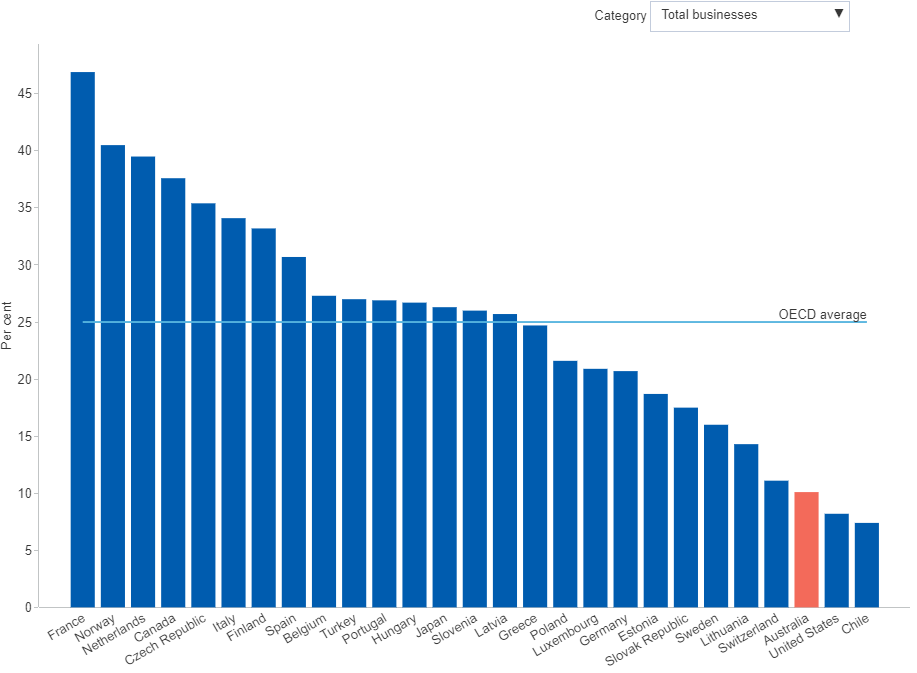 Category
Total businesses
45
40
35
30
25
20
15
10
5
0
Per cent
OECD average
France
Norway
Netherlands
Canada
Czech Republic
Italy
Finland
Spain
Belgium
Turkey
Portugal
Hungary
Japan
Slovenia
Latvia
Greece
Poland
Luxembourg
Germany
Estonia
Slovak Republic
Sweden
Lithuania
Switzerland
Australia
United States
Chile